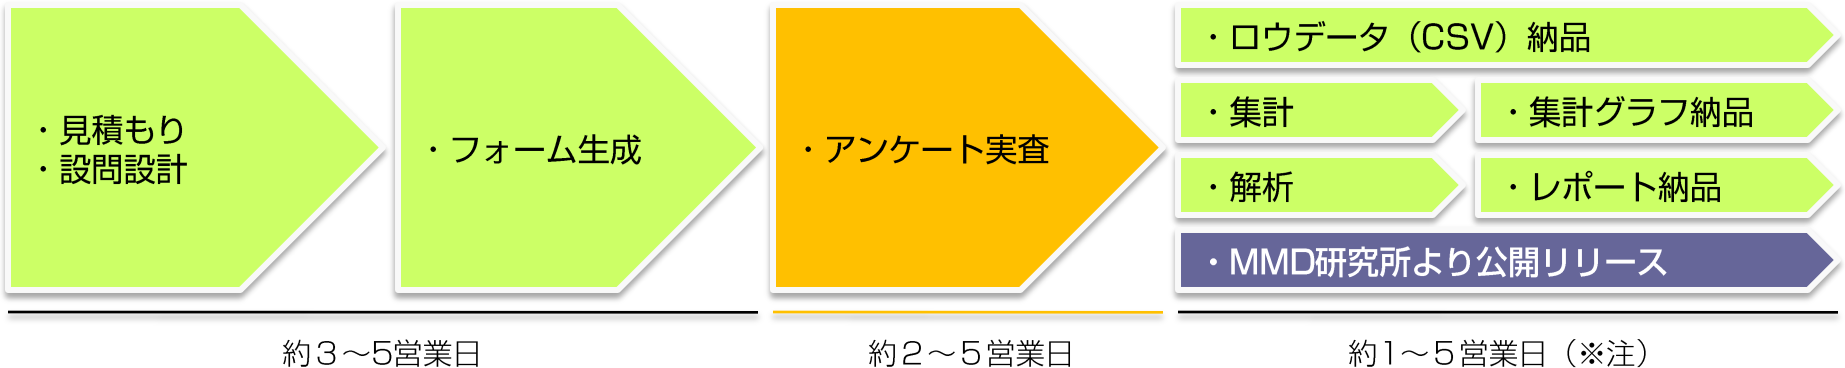 ・見積もり
・設問設計
・フォーム生成
・アンケート実査
・ロウデータ（CSV）納品
・集計
・集計グラフ納品
・解析
・レポート納品
・MMD研究所より公開リリース
約３～5営業日
約２～５営業日
約１～５営業日（※注）